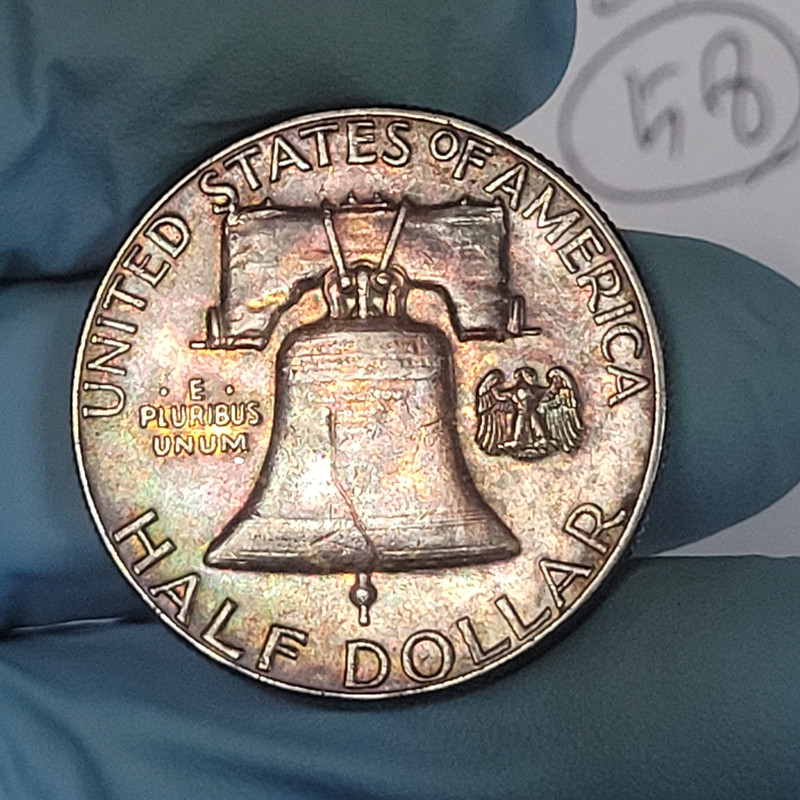 58
UNITED STATES OF AMERICA
· E ·
PLURIBUS
UNUM
HALF DOLLAR